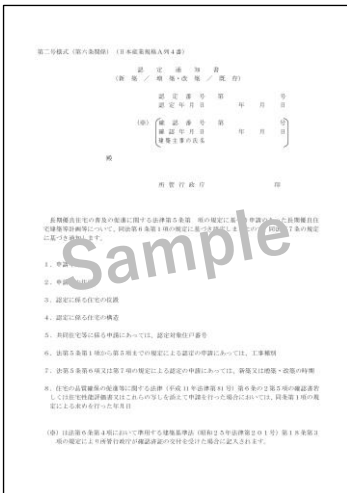 第二号様式（第六条関係）（日本産業規格A列4番）
認 定 通 知 書
（新 築 ／ 増 築・改 築 ／ 既 存）
認 定 番 号 第 号
認 定 年 月 日 年 月 日
（※） 確 認 番 号 第 号
確 認 年 月 日 年 月 日
建築主事の氏名
殿
所 管 行 政 庁 印
長期優良住宅の普及の促進に関する法律第5条第 項の規定に基づき申請のあった長期優良住
宅建築等計画等について、同法第6条第1項の規定に基づき認定しましたので、同法第7条の規定
に基づき通知します。
Sample
1．申請
2．申請
3．認定に係る住宅の位置
4．認定に係る住宅の構造
5．共同住宅等に係る申請にあっては、認定対象住戸番号
6．法第5条第1項から第5項までの規定による認定の申請にあっては、工事種別
7．法第5条第6項又は第7項の規定による認定の申請にあっては、新築又は増築・改築の時期
8．住宅の品質確保の促進等に関する法律（平成11年法律第81号）第6条の2第5項の確認書若
しくは住宅性能評価書又はこれらの写しを添えて申請を行った場合においては、同条第1項の規
定による求めを行った年月日
（※）は法第6条第4項において準用する建築基準法（昭和25年法律第201号）第18条第3
項の規定により所管行政庁が確認済証の交付を受けた場合に記入されます。